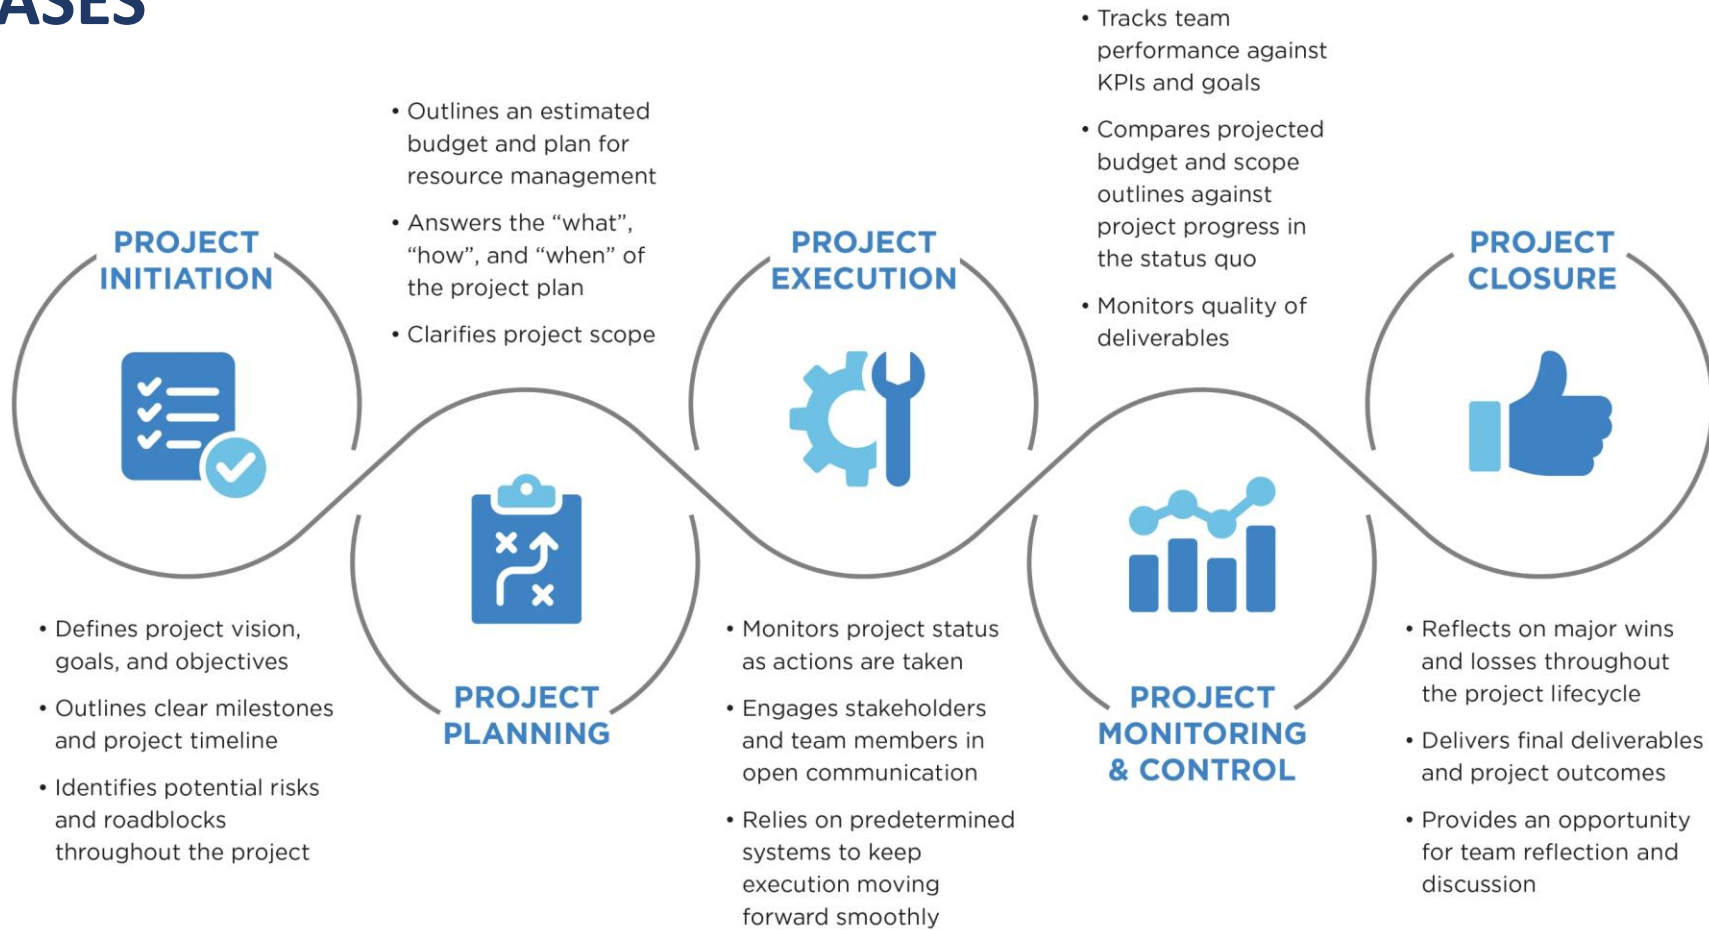 ASES
PROJECT
INITIATION
• Defines project vision,
goals, and objectives
• Outlines clear milestones
and project timeline
• Identifies potential risks
and roadblocks
throughout the project
• Outlines an estimated
budget and plan for
resource management
• Answers the “what”,
“how”, and “when” of
the project plan
• Clarifies project scope
PROJECT
PLANNING
PROJECT
EXECUTION
• Monitors project status
as actions are taken
• Engages stakeholders
and team members in
open communication
• Relies on predetermined
systems to keep
execution moving
forward smoothly
• Tracks team
performance against
KPIs and goals
• Compares projected
budget and scope
outlines against
project progress in
the status quo
• Monitors quality of
deliverables
PROJECT
MONITORING
& CONTROL
PROJECT
CLOSURE
• Reflects on major wins
and losses throughout
the project lifecycle
• Delivers final deliverables
and project outcomes
• Provides an opportunity
for team reflection and
discussion